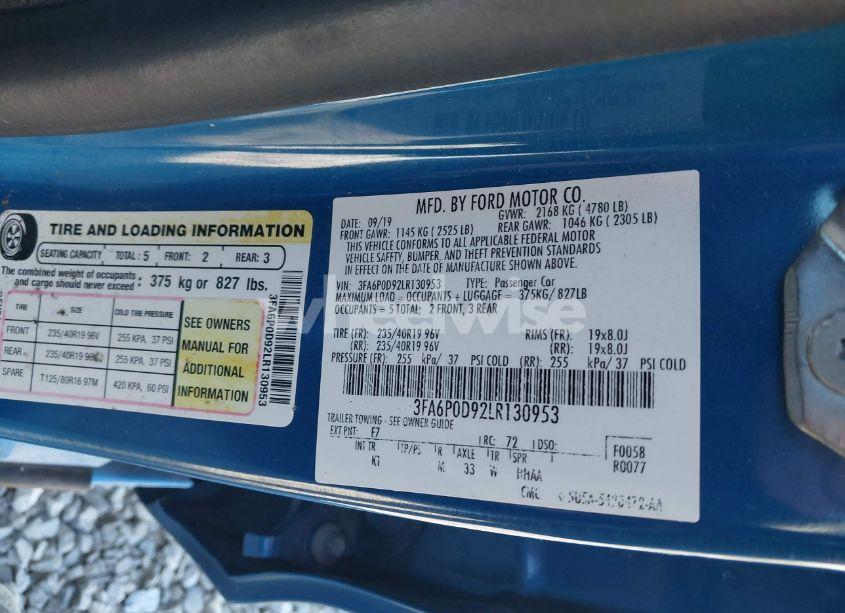 TIRE AND LOADING INFORMATION
SEATING CAPACITY TOTAL: 5 FRONT: 2 REAR: 3
The combined weight of occupants and cargo should never exceed: 375 kg or 827 lbs.
TIRE SIZE COLD TIRE PRESSURE
FRONT 235/40R19 96V 255 KPA, 37 PSI
REAR 235/40R19 96V 255 KPA, 37 PSI
SPARE T125/80R16 97M 420 KPA, 60 PSI
SEE OWNERS
MANUAL FOR
ADDITIONAL
INFORMATION
3FA6P0D92LR130953
MFD. BY FORD MOTOR CO.
DATE: 09/19 GVWR: 2168 KG ( 4780 LB)
FRONT GAWR: 1145 KG ( 2525 LB) REAR GAWR: 1046 KG ( 2305 LB)
THIS VEHICLE CONFORMS TO ALL APPLICABLE FEDERAL MOTOR
VEHICLE SAFETY, BUMPER, AND THEFT PREVENTION STANDARDS
IN EFFECT ON THE DATE OF MANUFACTURE SHOWN ABOVE.
VIN: 3FA6P0D92LR130953 TYPE: Passenger Car
MAXIMUM LOAD = OCCUPANTS + LUGGAGE = 375KG/ 827LB
OCCUPANTS = 5 TOTAL: 2 FRONT, 3 REAR
TIRE (FR): 235/40R19 96V RIMS (FR): 19x8.0J
(RR): 235/40R19 96V (RR): 19x8.0J
PRESSURE (FR): 255 kPa/ 37 PSI COLD (RR): 255 kPa/ 37 PSI COLD
3FA6P0D92LR130953
TRAILER TOWING - SEE OWNER GUIDE
EXT PNT: F7 RC: 72 DSO: F0058
INT TR TP/PS R AXLE TR SPR R0077
M 33 W
CMC
wheelwise